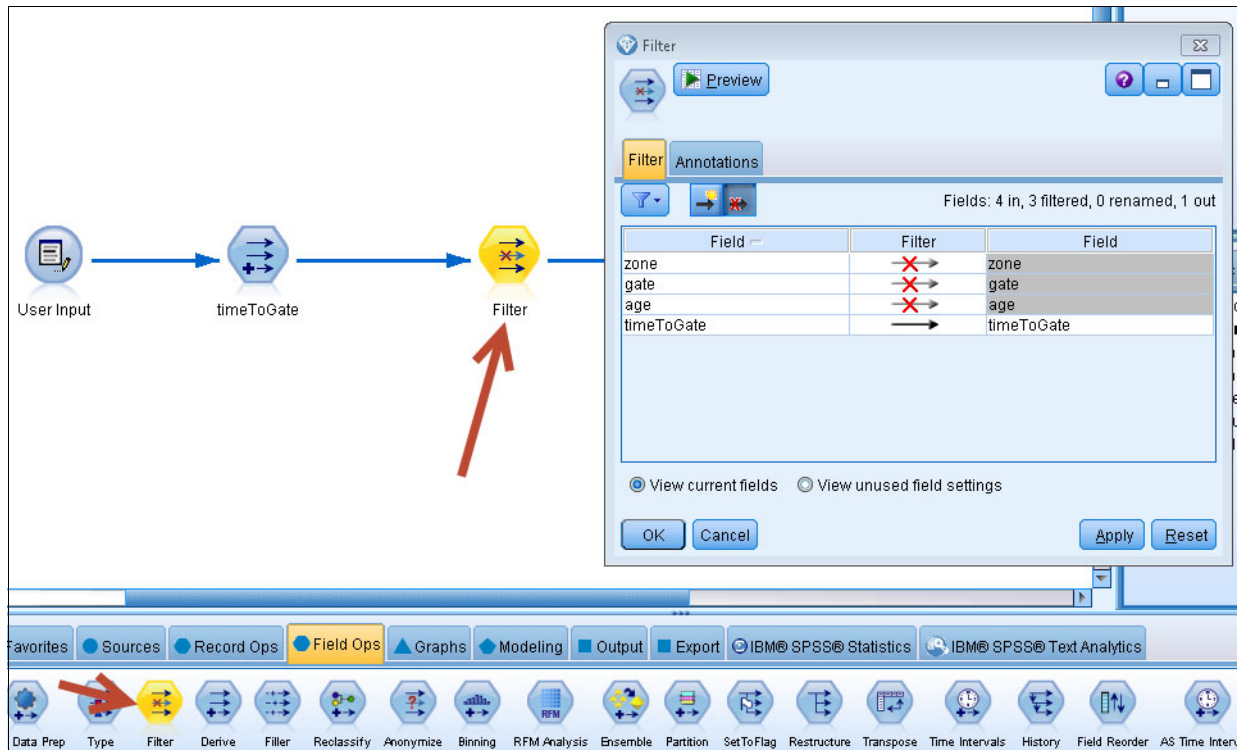 Filter
Preview
Filter Annotations
Fields: 4 in, 3 filtered, 0 renamed, 1 out
Field Filter Field
zone zone
gate gate
age age
timeToGate timeToGate
User Input timeToGate Filter
View current fields View unused field settings
OK Cancel Apply Reset
Favorites Sources Record Ops Field Ops Graphs Modeling Output Export IBM® SPSS® Statistics IBM® SPSS® Text Analytics
RFM
Data Prep Type Filter Derive Filler Reclassify Anonymize Binning RFM Analysis Ensemble Partition SetToFlag Restructure Transpose Time Intervals History Field Reorder AS Time Interv